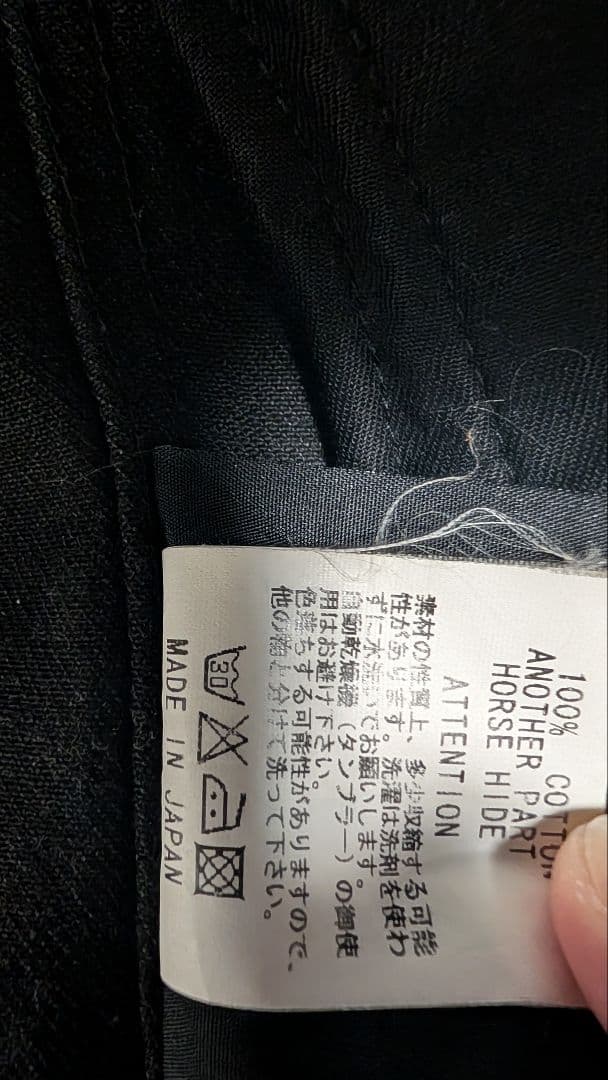 100% COTTON
ANOTHER PART
HORSE HIDE
ATTENTION
素材の性質上、多少収縮する可能
性があります。洗濯は洗剤を使わ
ずに水洗いでお願いします。
自動乾燥機（タンブラー）の御使
用はお避け下さい。
色落ちする可能性がありますので、
他の物と分けて洗って下さい。
30
MADE IN JAPAN